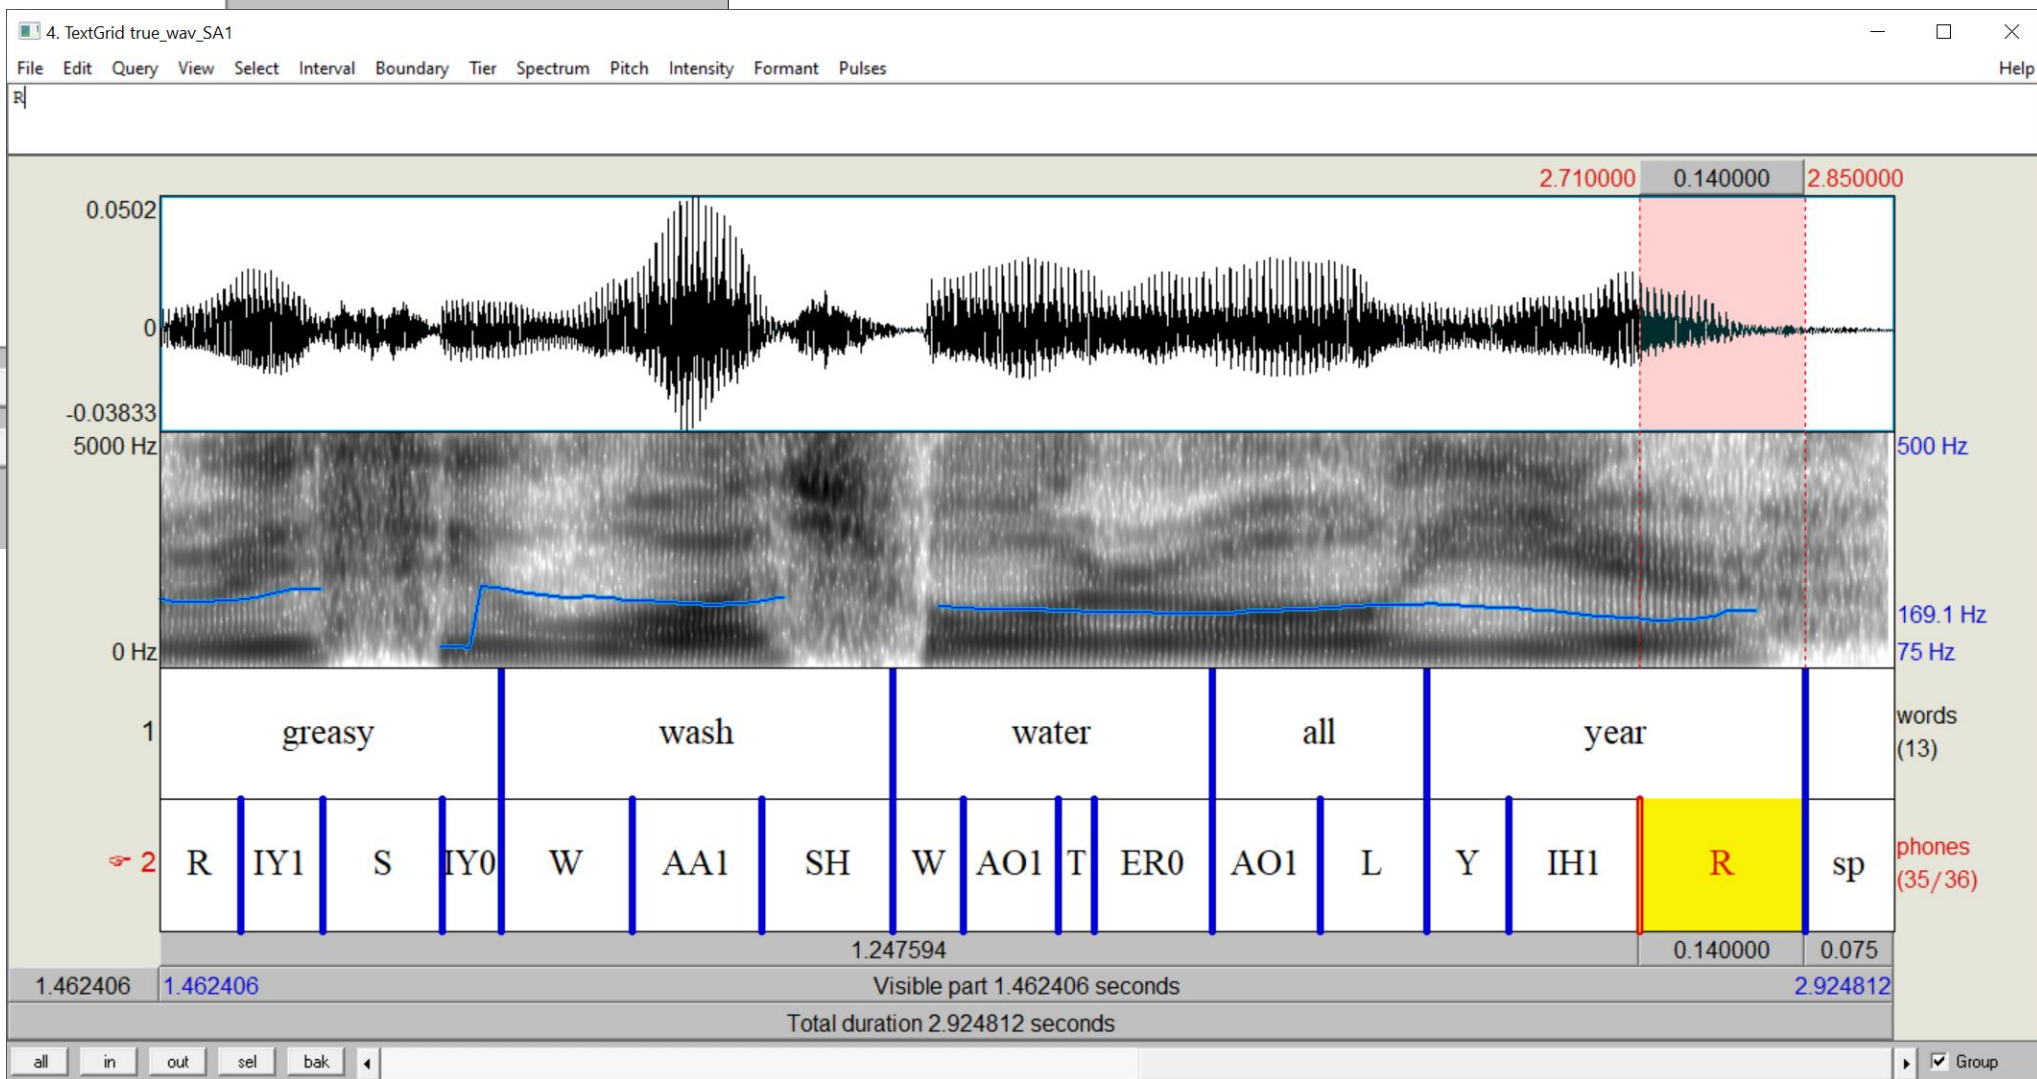 4. TextGrid true_wav_SA1
File Edit Query View Select Interval Boundary Tier Spectrum Pitch Intensity Formant Pulses Help
R
2.710000 0.140000 2.850000
0.0502
0
-0.03833
5000 Hz 500 Hz
169.1 Hz
0 Hz 75 Hz
1 greasy wash water all year words
(13)
☞ 2 R IY1 S IY0 W AA1 SH W AO1 T ER0 AO1 L Y IH1 R sp phones
(35/36)
1.247594 0.140000 0.075
1.462406 1.462406 Visible part 1.462406 seconds 2.924812
Total duration 2.924812 seconds
all in out sel bak Group